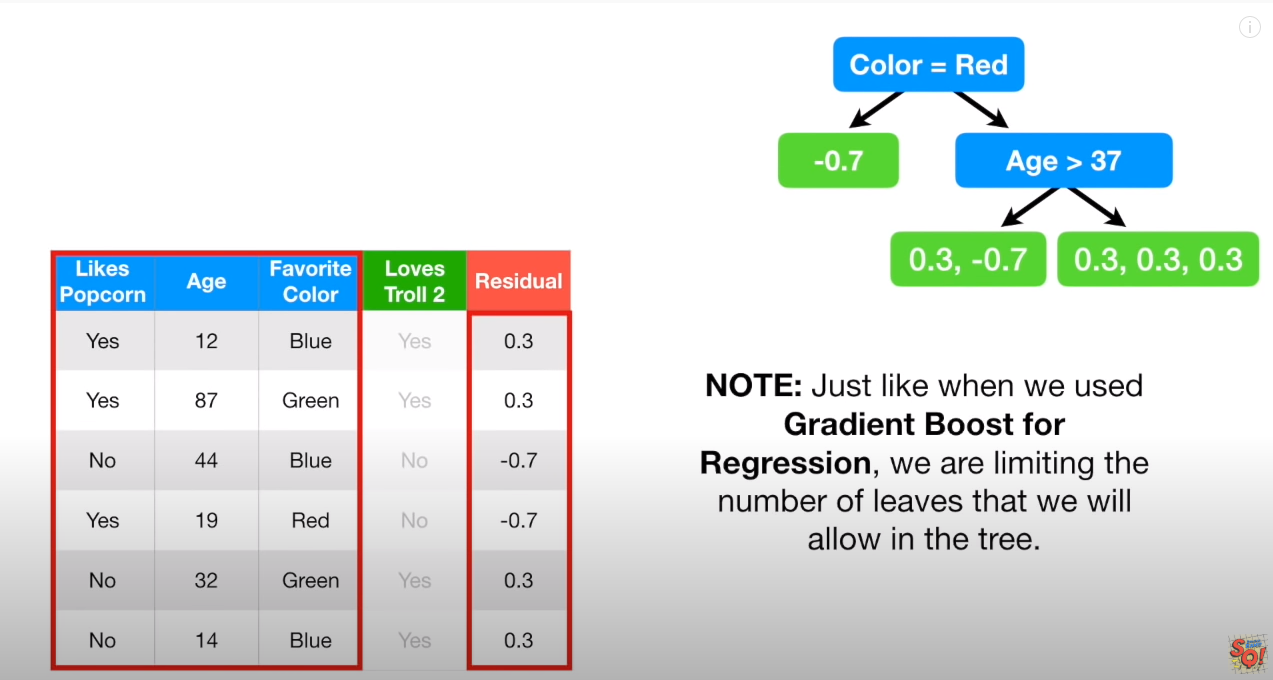 Color = Red
-0.7
Age > 37
0.3, -0.7
0.3, 0.3, 0.3
Likes Popcorn Age Favorite Color Loves Troll 2 Residual
Yes 12 Blue Yes 0.3
Yes 87 Green Yes 0.3
No 44 Blue No -0.7
Yes 19 Red No -0.7
No 32 Green Yes 0.3
No 14 Blue Yes 0.3
NOTE: Just like when we used
Gradient Boost for
Regression, we are limiting the
number of leaves that we will
allow in the tree.
SQ!